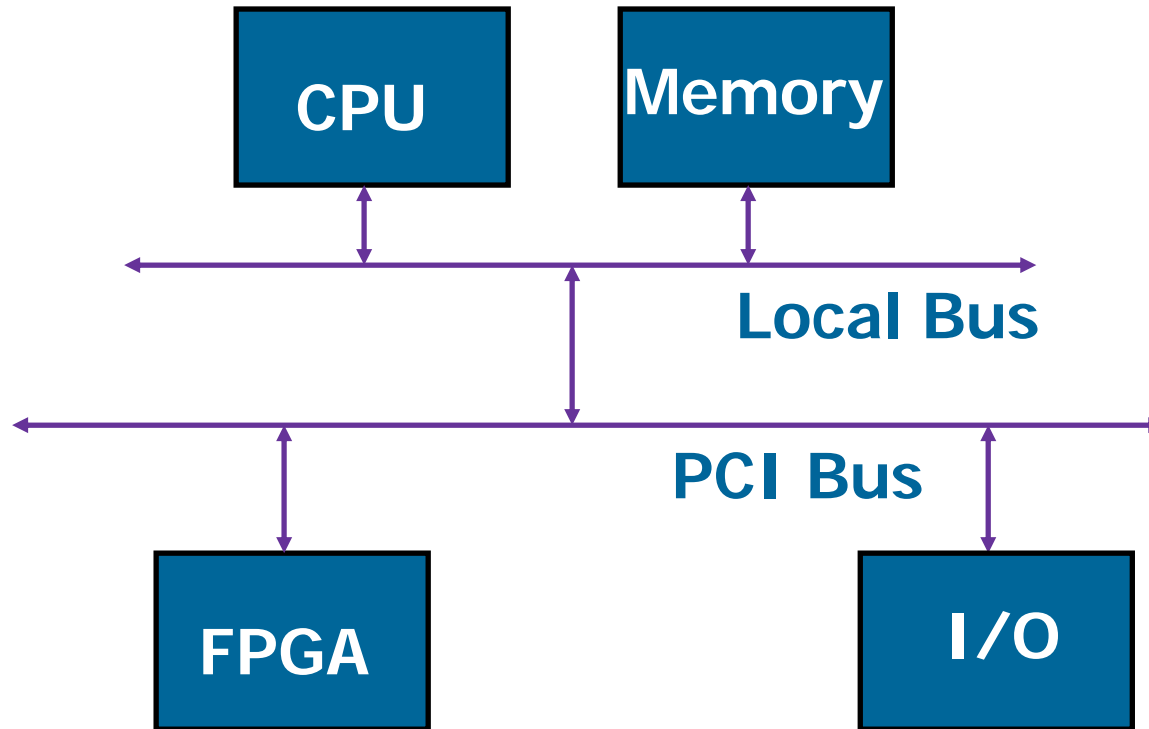 CPU
Memory
Local Bus
PCI Bus
FPGA
I/O